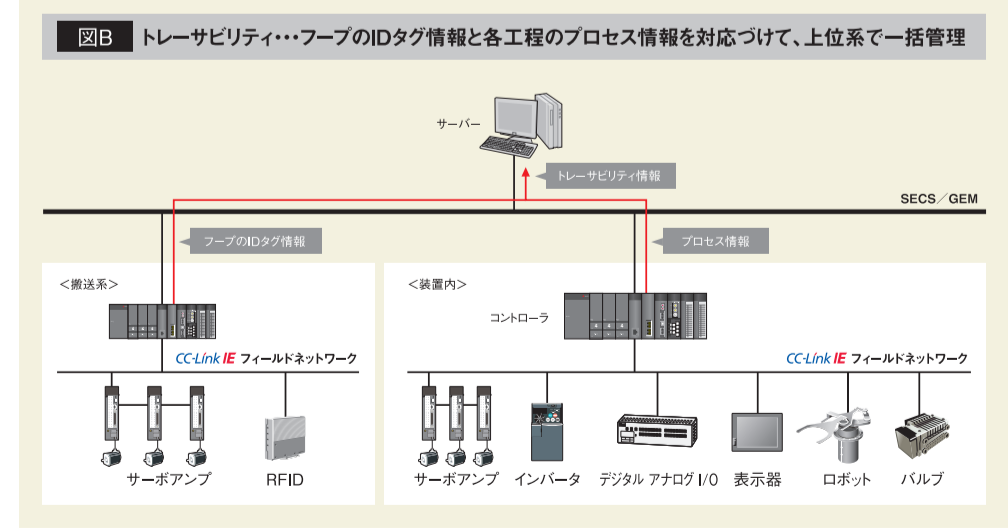 図B トレーサビリティ・・・フープのIDタグ情報と各工程のプロセス情報を対応づけて、上位系で一括管理
サーバー
トレーサビリティ情報
SECS／GEM
フープのIDタグ情報
プロセス情報
＜搬送系＞
CC-Link IE フィールドネットワーク
サーボアンプ
RFID
＜装置内＞
コントローラ
CC-Link IE フィールドネットワーク
サーボアンプ
インバータ
デジタル アナログ I/O
表示器
ロボット
バルブ